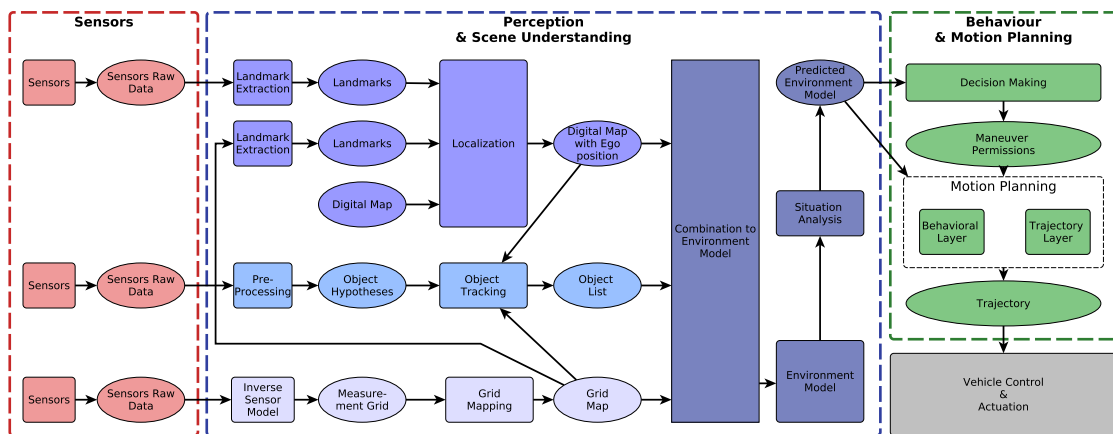 Sensors
Perception
& Scene Understanding
Behaviour
& Motion Planning
Sensors
Sensors Raw
Data
Landmark
Extraction
Landmarks
Landmark
Extraction
Landmarks
Digital Map
Localization
Digital Map
with Ego
position
Sensors
Sensors Raw
Data
Pre-
Processing
Object
Hypotheses
Object
Tracking
Object
List
Sensors
Sensors Raw
Data
Inverse
Sensor
Model
Measure-
ment Grid
Grid
Mapping
Grid
Map
Combination to
Environment
Model
Predicted
Environment
Model
Situation
Analysis
Environment
Model
Decision Making
Maneuver
Permissions
Motion Planning
Behavioral
Layer
Trajectory
Layer
Trajectory
Vehicle Control
&
Actuation